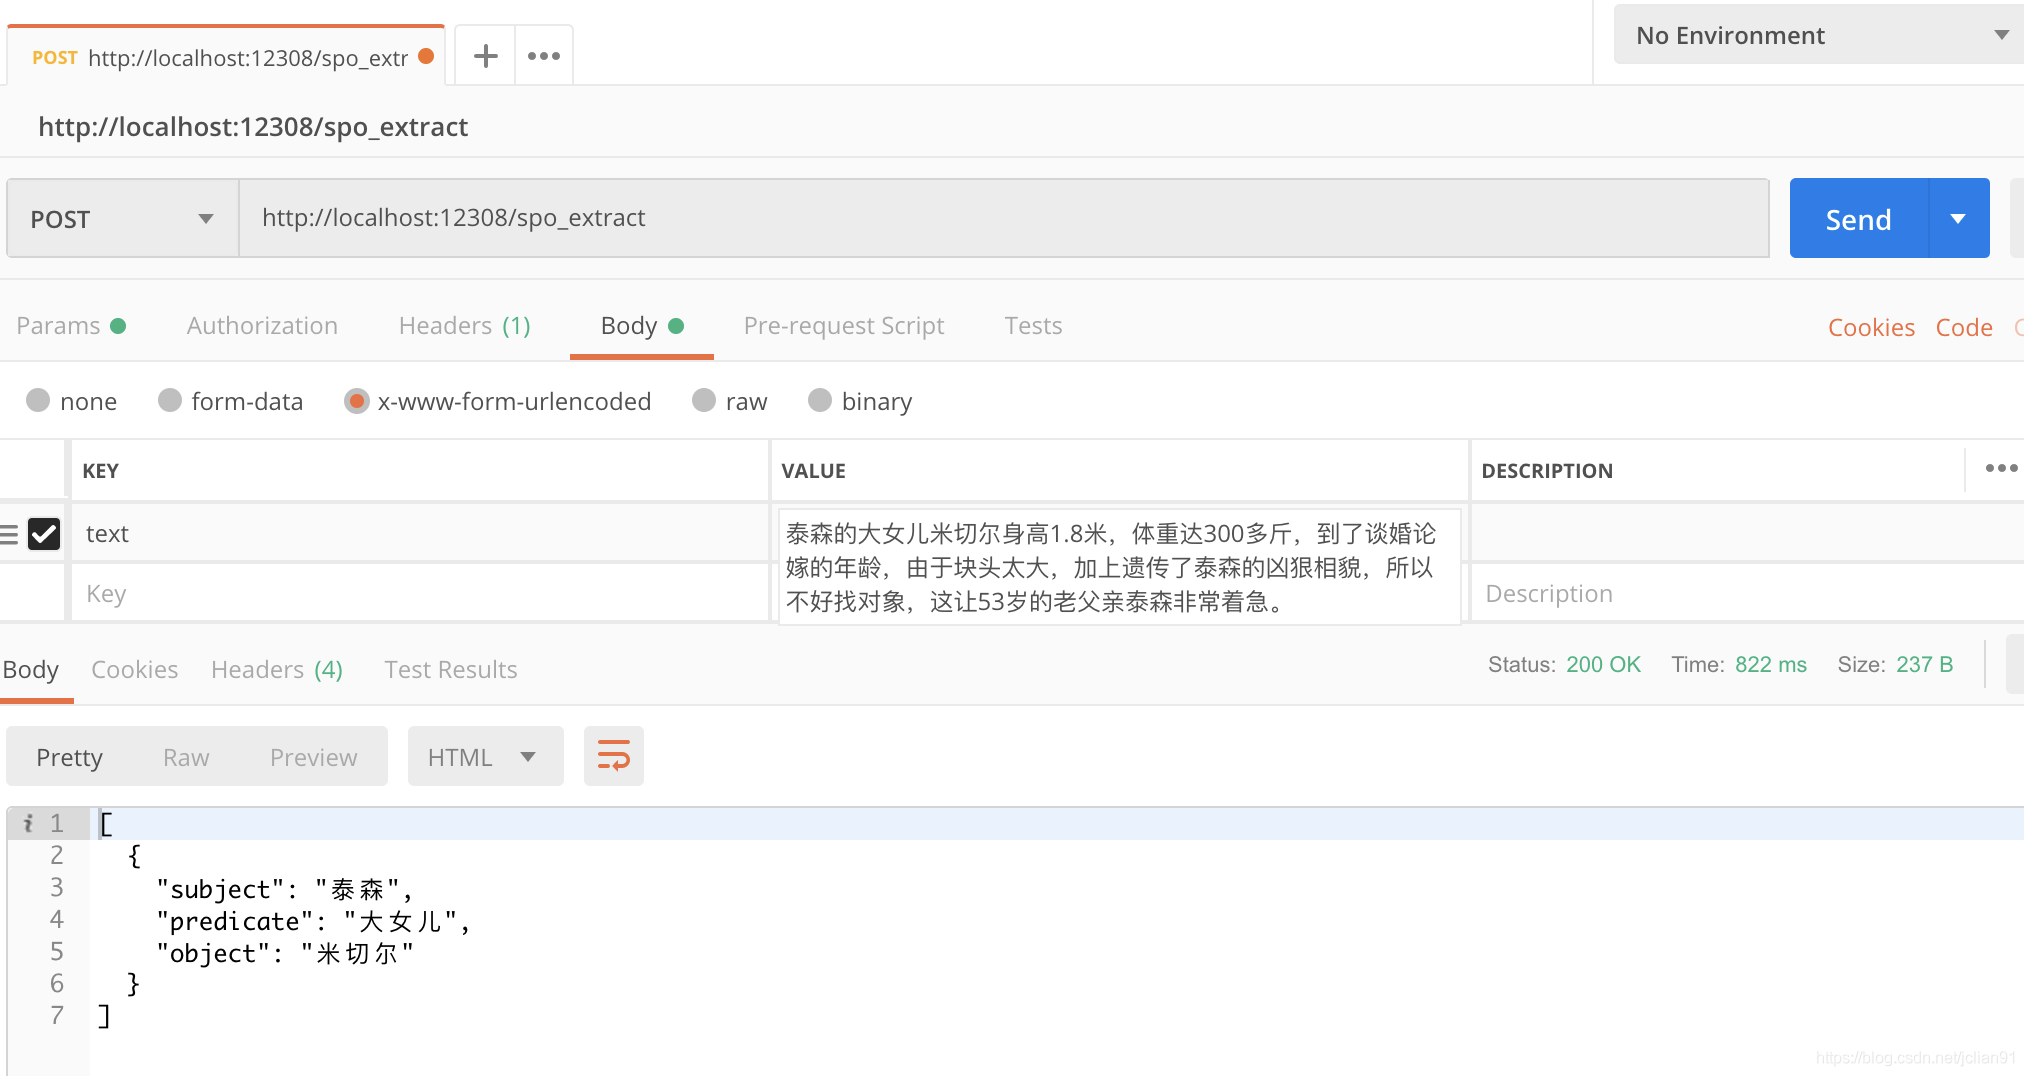 POST http://localhost:12308/spo_extr
No Environment
http://localhost:12308/spo_extract
POST http://localhost:12308/spo_extract Send
Params Authorization Headers (1) Body Pre-request Script Tests Cookies Code
none form-data x-www-form-urlencoded raw binary
KEY VALUE DESCRIPTION
text
泰森的大女儿米切尔身高1.8米，体重达300多斤，到了谈婚论
嫁的年龄，由于块头太大，加上遗传了泰森的凶狠相貌，所以
不好找对象，这让53岁的老父亲泰森非常着急。
Key Description
Body Cookies Headers (4) Test Results Status: 200 OK Time: 822 ms Size: 237 B
Pretty Raw Preview HTML
i 1 [
2 {
3 "subject": "泰森",
4 "predicate": "大女儿",
5 "object": "米切尔"
6 }
7 ]
https://blog.csdn.net/jclian91